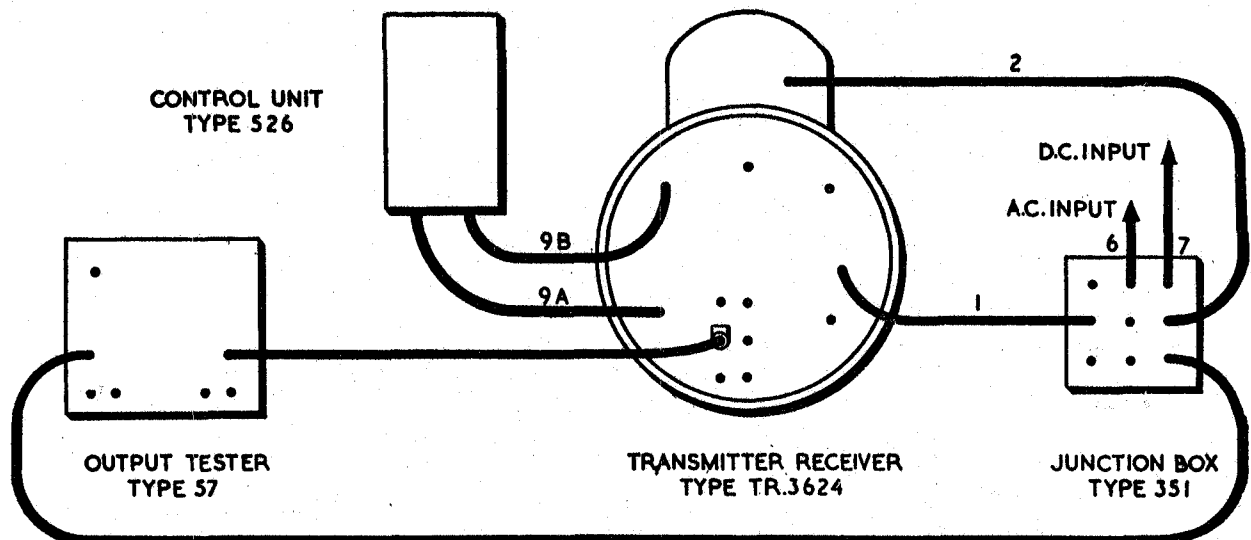 2
CONTROL UNIT
TYPE 526
D.C. INPUT
A.C. INPUT
9B
6
7
9A
1
OUTPUT TESTER
TYPE 57
TRANSMITTER RECEIVER
TYPE TR.3624
JUNCTION BOX
TYPE 351